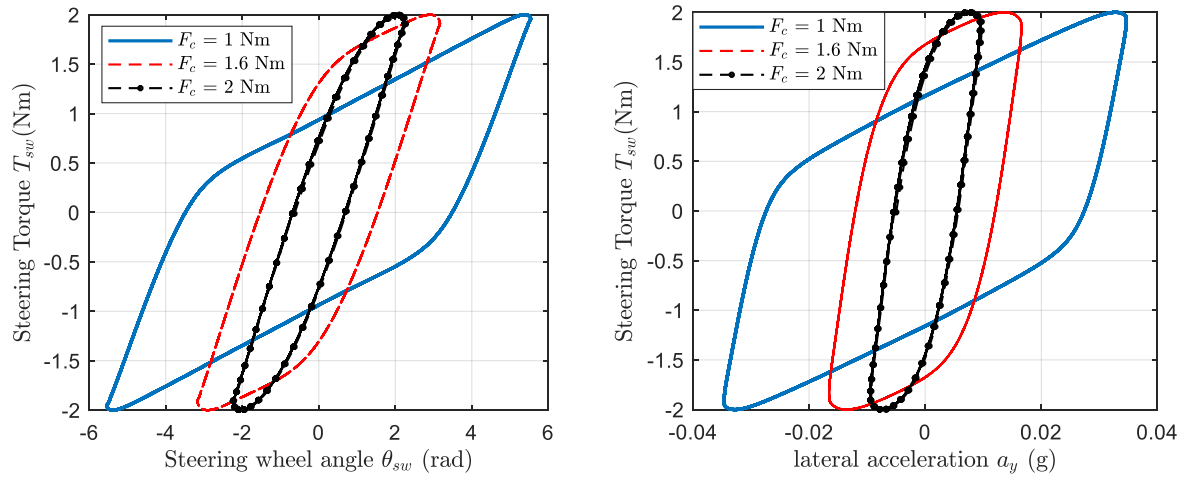 2
1.5
1
0.5
0
-0.5
-1
-1.5
-2
Steering Torque T_sw(Nm)
F_c = 1 Nm
F_c = 1.6 Nm
F_c = 2 Nm
-6 -4 -2 0 2 4 6
Steering wheel angle θ_sw (rad)
2
1.5
1
0.5
0
-0.5
-1
-1.5
-2
Steering Torque T_sw(Nm)
F_c = 1 Nm
F_c = 1.6 Nm
F_c = 2 Nm
-0.04 -0.02 0 0.02 0.04
lateral acceleration a_y (g)